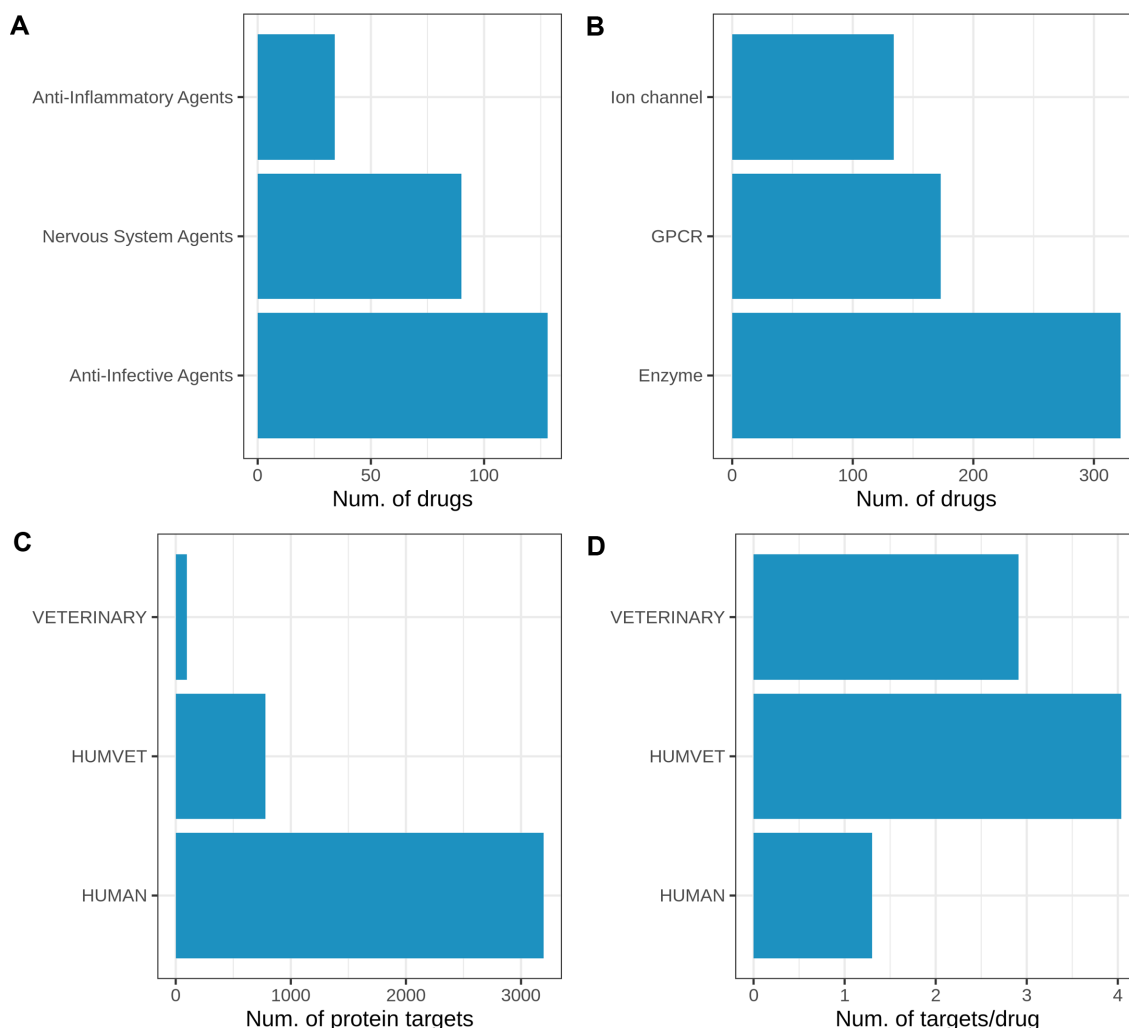 A
Anti-Inflammatory Agents
Nervous System Agents
Anti-Infective Agents
0 50 100
Num. of drugs
B
Ion channel
GPCR
Enzyme
0 100 200 300
Num. of drugs
C
VETERINARY
HUMVET
HUMAN
0 1000 2000 3000
Num. of protein targets
D
VETERINARY
HUMVET
HUMAN
0 1 2 3 4
Num. of targets/drug